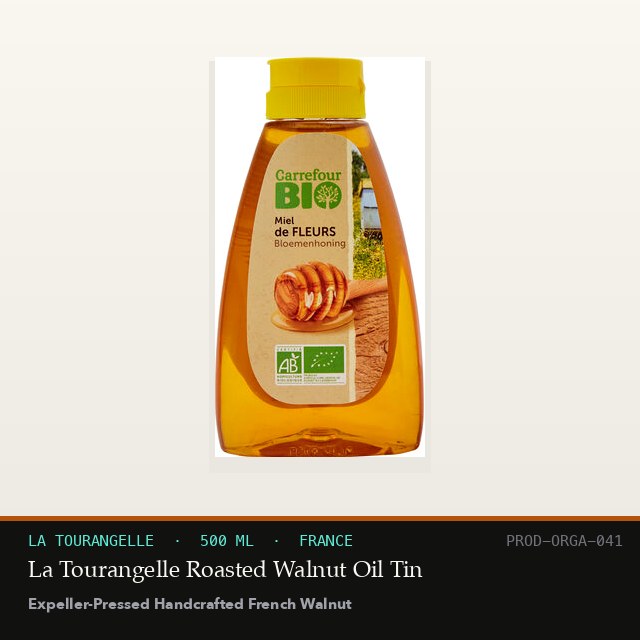 Carrefour
BIO
Miel
de FLEURS
Bloemenhoning
AB
LA TOURANGELLE · 500 ML · FRANCE
PROD–ORGA–041
La Tourangelle Roasted Walnut Oil Tin
Expeller-Pressed Handcrafted French Walnut